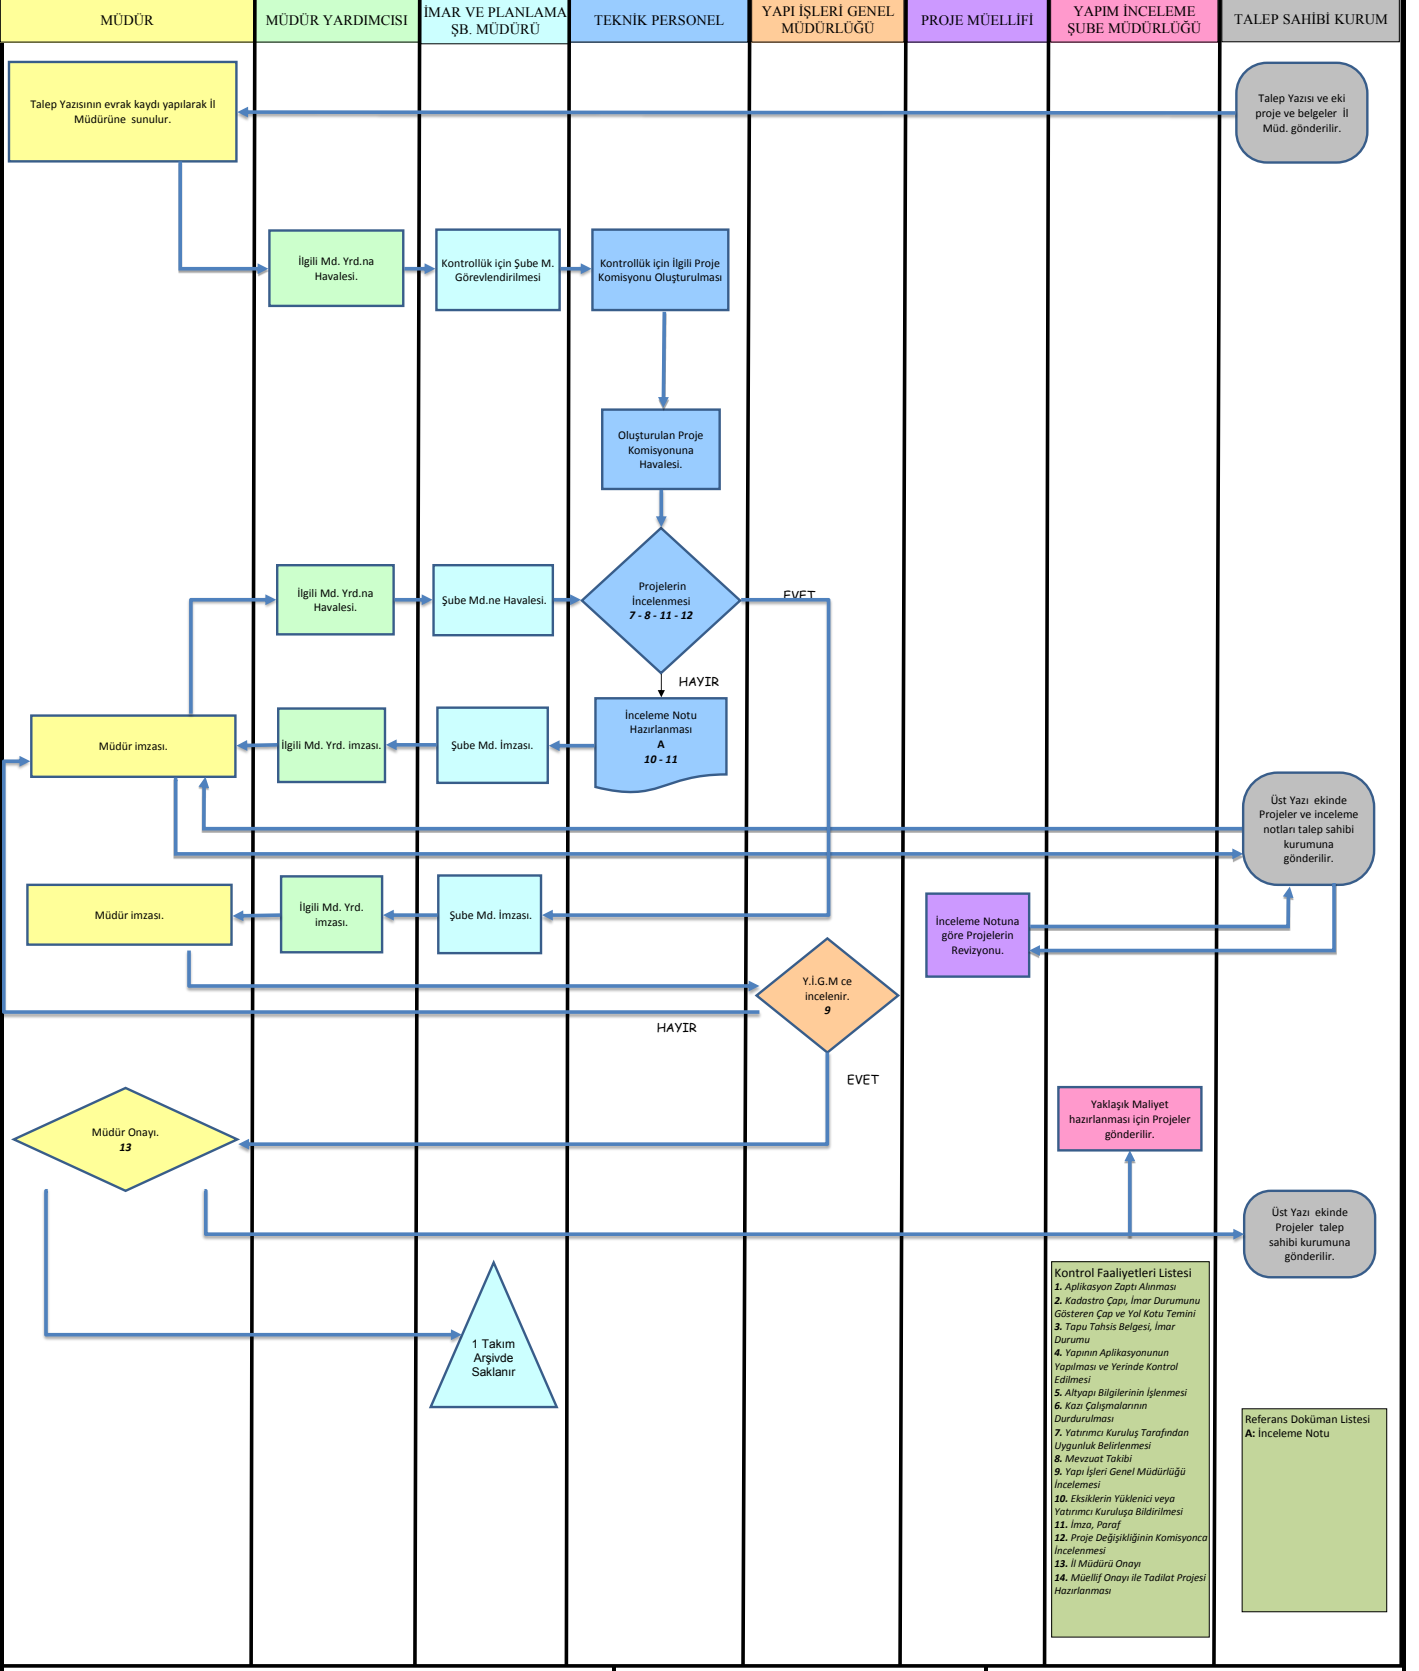 MÜDÜR
MÜDÜR YARDIMCISI
İMAR VE PLANLAMA
ŞB. MÜDÜRÜ
TEKNİK PERSONEL
YAPI İŞLERİ GENEL
MÜDÜRLÜĞÜ
PROJE MÜELLİFİ
YAPIM İNCELEME
ŞUBE MÜDÜRLÜĞÜ
TALEP SAHİBİ KURUM
Talep Yazısının evrak kaydı yapılarak İl
Müdürüne sunulur.
Talep Yazısı ve eki
proje ve belgeler İl
Müd. gönderilir.
İlgili Md. Yrd.na
Havalesi.
Kontrollük için Şube M.
Görevlendirilmesi
Kontrollük için İlgili Proje
Komisyonu Oluşturulması
Oluşturulan Proje
Komisyonuna
Havalesi.
İlgili Md. Yrd.na
Havalesi.
Şube Md.ne Havalesi.
Projelerin
İncelenmesi
7 - 8 - 11 - 12
EVET
HAYIR
Müdür imzası.
İlgili Md. Yrd. imzası.
Şube Md. İmzası.
İnceleme Notu
Hazırlanması
A
10 - 11
Üst Yazı ekinde
Projeler ve inceleme
notları talep sahibi
kurumuna
gönderilir.
Müdür imzası.
İlgili Md. Yrd.
imzası.
Şube Md. İmzası.
İnceleme Notuna
göre Projelerin
Revizyonu.
Y.İ.G.M ce
incelenir.
9
HAYIR
EVET
Müdür Onayı.
13
Yaklaşık Maliyet
hazırlanması için Projeler
gönderilir.
Üst Yazı ekinde
Projeler talep
sahibi kurumuna
gönderilir.
1 Takım
Arşivde
Saklanır
Kontrol Faaliyetleri Listesi
1. Aplikasyon Zaptı Alınması
2. Kadastro Çapı, İmar Durumunu
Gösteren Çap ve Yol Kotu Temini
3. Tapu Tahsis Belgesi, İmar
Durumu
4. Yapının Aplikasyonunun
Yapılması ve Yerinde Kontrol
Edilmesi
5. Altyapı Bilgilerinin İşlenmesi
6. Kazı Çalışmalarının
Durdurulması
7. Yatırımcı Kuruluş Tarafından
Uygunluk Belirlenmesi
8. Mevzuat Takibi
9. Yapı İşleri Genel Müdürlüğü
İncelemesi
10. Eksiklerin Yüklenici veya
Yatırımcı Kuruluşa Bildirilmesi
11. İmza, Paraf
12. Proje Değişikliğinin Komisyonca
İncelenmesi
13. İl Müdürü Onayı
14. Müellif Onayı ile Tadilat Projesi
Hazırlanması
Referans Doküman Listesi
A: İnceleme Notu